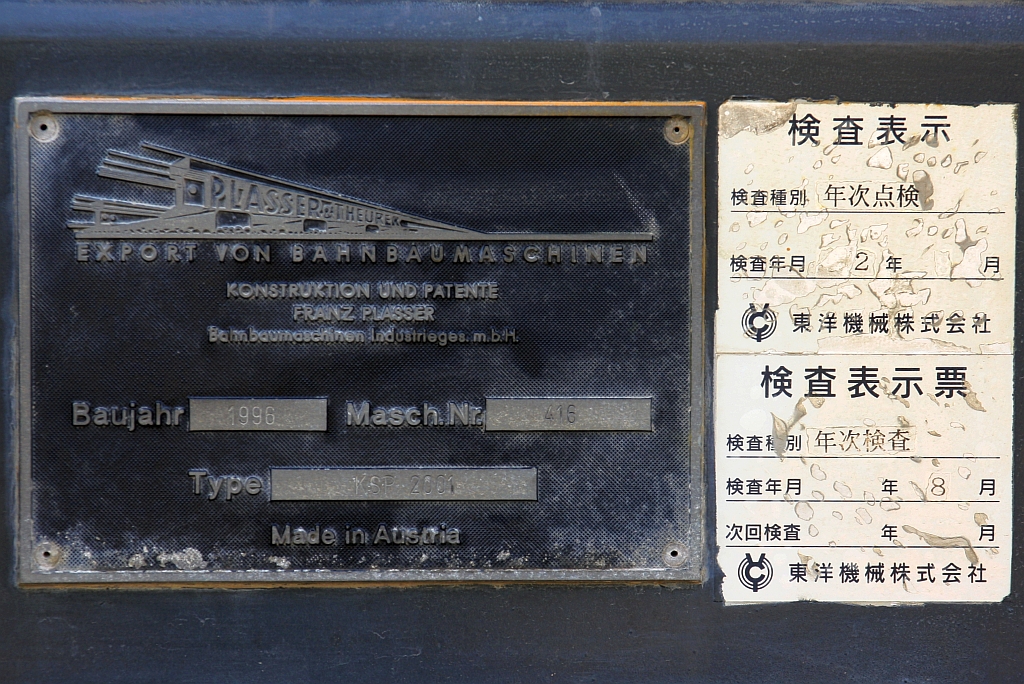 PLASSER & THEURER
EXPORT VON BAHNBAUMASCHINEN
KONSTRUKTION UND PATENTE
FRANZ PLASSER
Bahnbaumaschinen Industrieges. m.b.H.
Baujahr 1996 Masch.Nr. 416
Type KSP 2001
Made in Austria
検査表示
検査種別 年次点検
検査年月 2 年 月
東洋機械株式会社
検査表示票
検査種別 年次検査
検査年月 年 8 月
次回検査 年 月
東洋機械株式会社